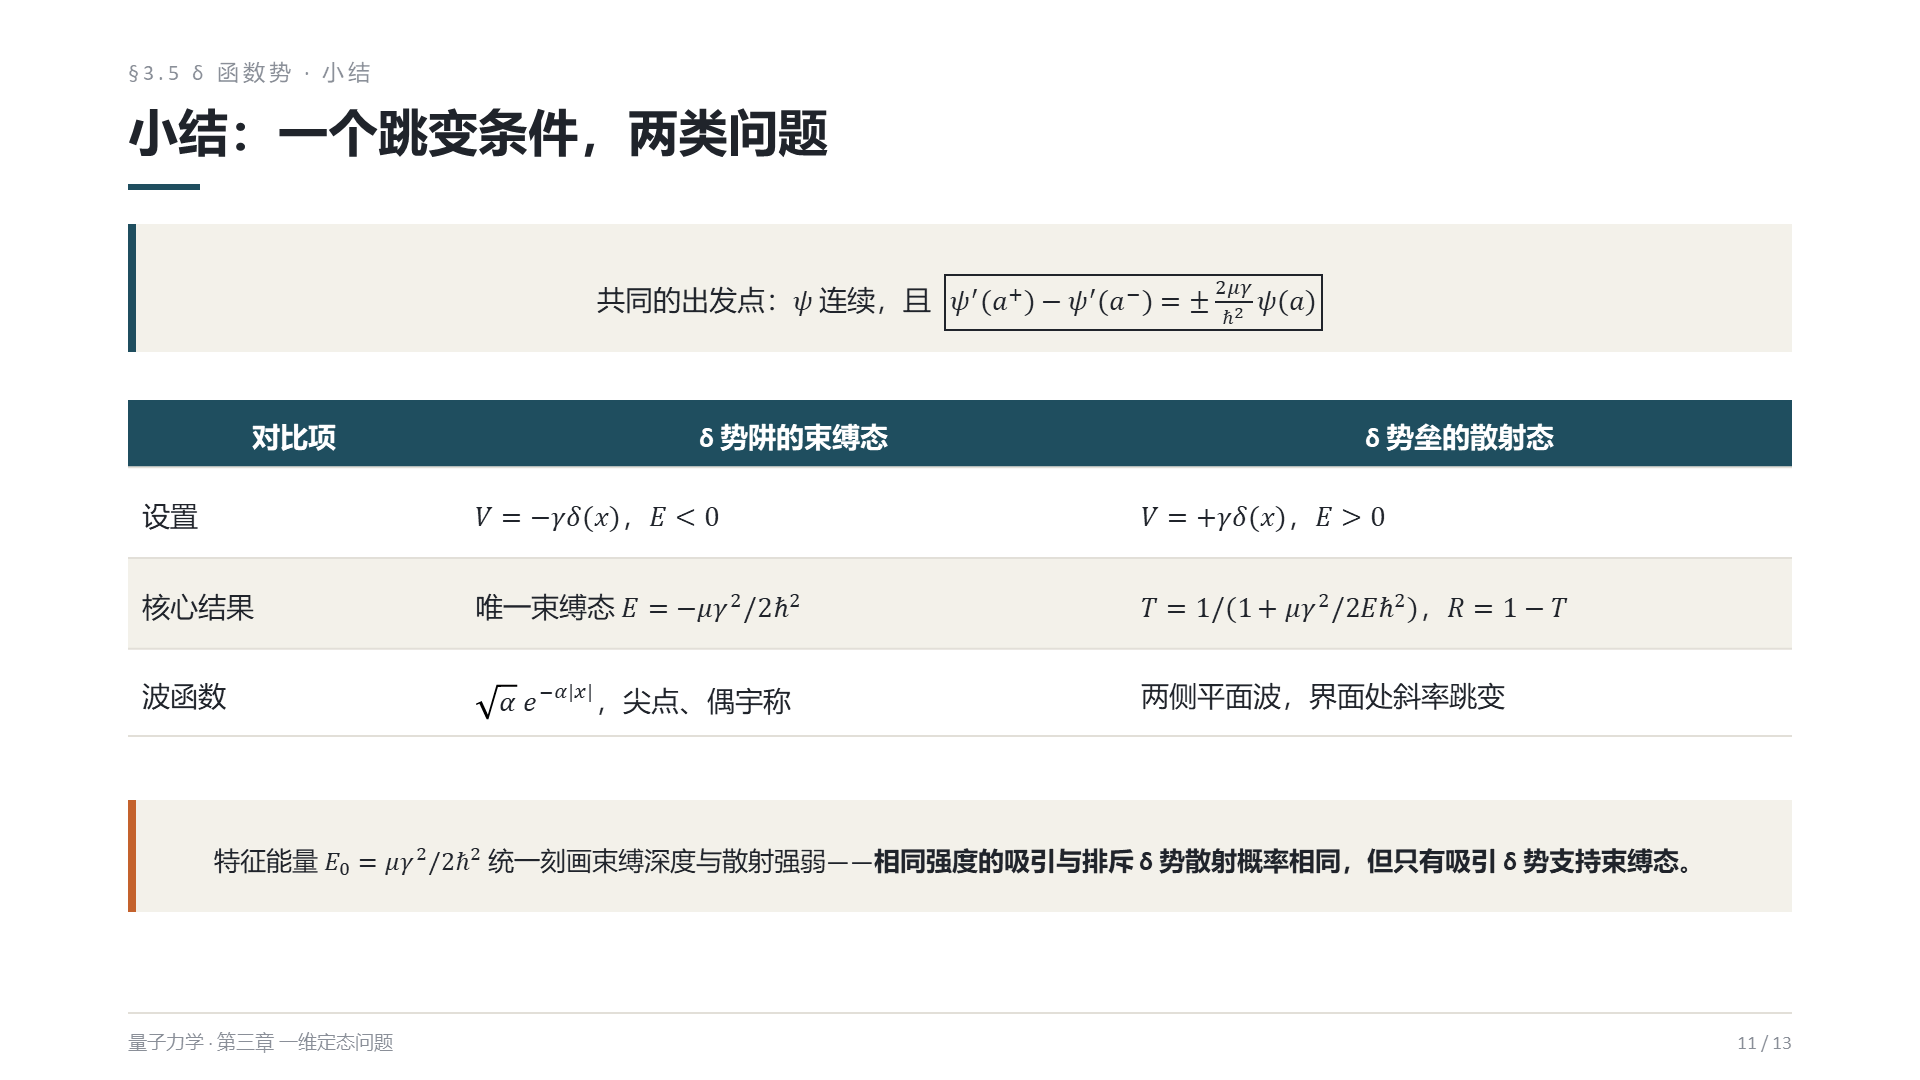 §3.5 δ 函数势 · 小结
小结：一个跳变条件，两类问题
共同的出发点：ψ 连续，且 ψ′(a⁺) − ψ′(a⁻) = ± 2μγ/ℏ² ψ(a)
对比项 δ 势阱的束缚态 δ 势垒的散射态
设置 V = −γδ(x)，E < 0 V = +γδ(x)，E > 0
核心结果 唯一束缚态 E = −μγ²/2ℏ² T = 1/(1 + μγ²/2Eℏ²)，R = 1 − T
波函数 √α e^{−α|x|}，尖点、偶宇称 两侧平面波，界面处斜率跳变
特征能量 E₀ = μγ²/2ℏ² 统一刻画束缚深度与散射强弱——相同强度的吸引与排斥 δ 势散射概率相同，但只有吸引 δ 势支持束缚态。
量子力学 · 第三章 一维定态问题
11 / 13